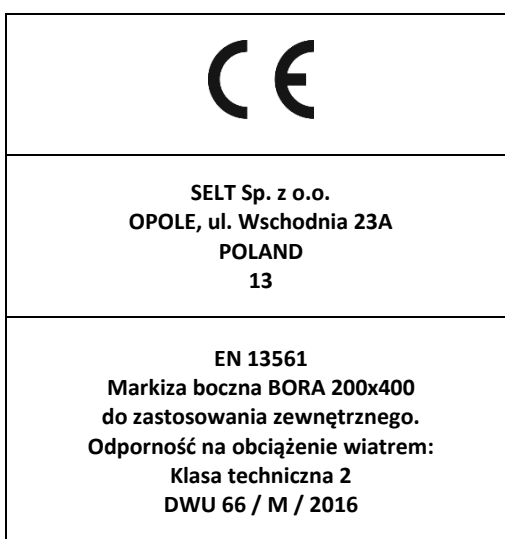 CE
SELT Sp. z o.o.
OPOLE, ul. Wschodnia 23A
POLAND
13
EN 13561
Markiza boczna BORA 200x400
do zastosowania zewnętrznego.
Odporność na obciążenie wiatrem:
Klasa techniczna 2
DWU 66 / M / 2016